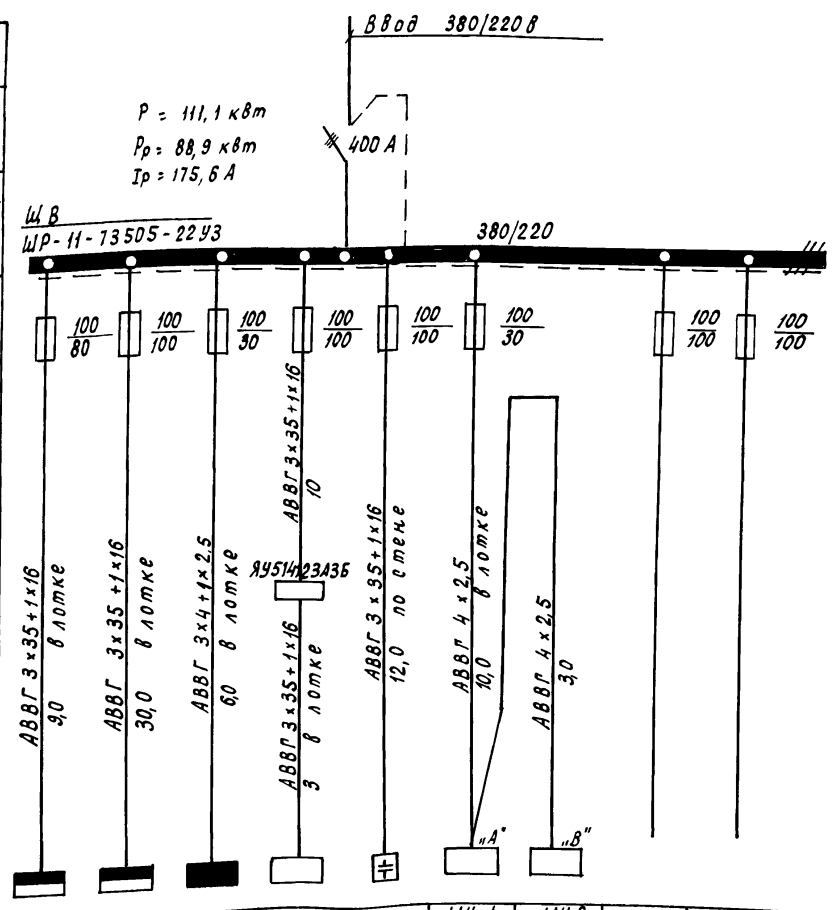 Ввод 380/220 в
Р = 111,1 квт
Рр = 88,9 квт
Iр = 175,6 А
400 А
ЩВ
ШР-11-73505-22У3
380/220
100
80
100
100
100
30
100
100
100
100
100
30
100
100
100
100
АВВГ 3×35+1×16
9,0 в лотке
АВВГ 3×35+1×16
30,0 в лотке
АВВГ 3×4+1×2,5
6,0 в лотке
АВВГ 3×35+1×16
10
АВВГ 3×35+1×16
3 в лотке
АВВГ 3×35+1×16
12,0 по стене
АВВГ 4×2,5
10,0 в лотке
АВВГ 4×2,5
3,0
„А"
„В"